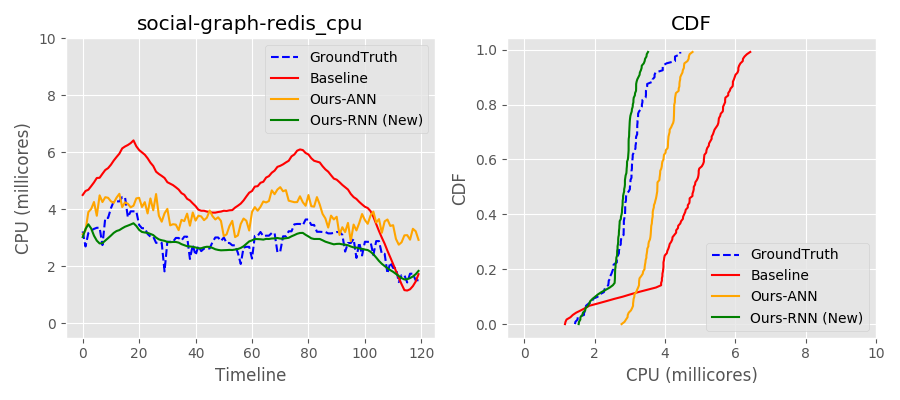 social-graph-redis_cpu
CPU (millicores)
10
8
6
4
2
0
GroundTruth
Baseline
Ours-ANN
Ours-RNN (New)
0 20 40 60 80 100 120
Timeline
CDF
CDF
1.0
0.8
0.6
0.4
0.2
0.0
GroundTruth
Baseline
Ours-ANN
Ours-RNN (New)
0 2 4 6 8 10
CPU (millicores)